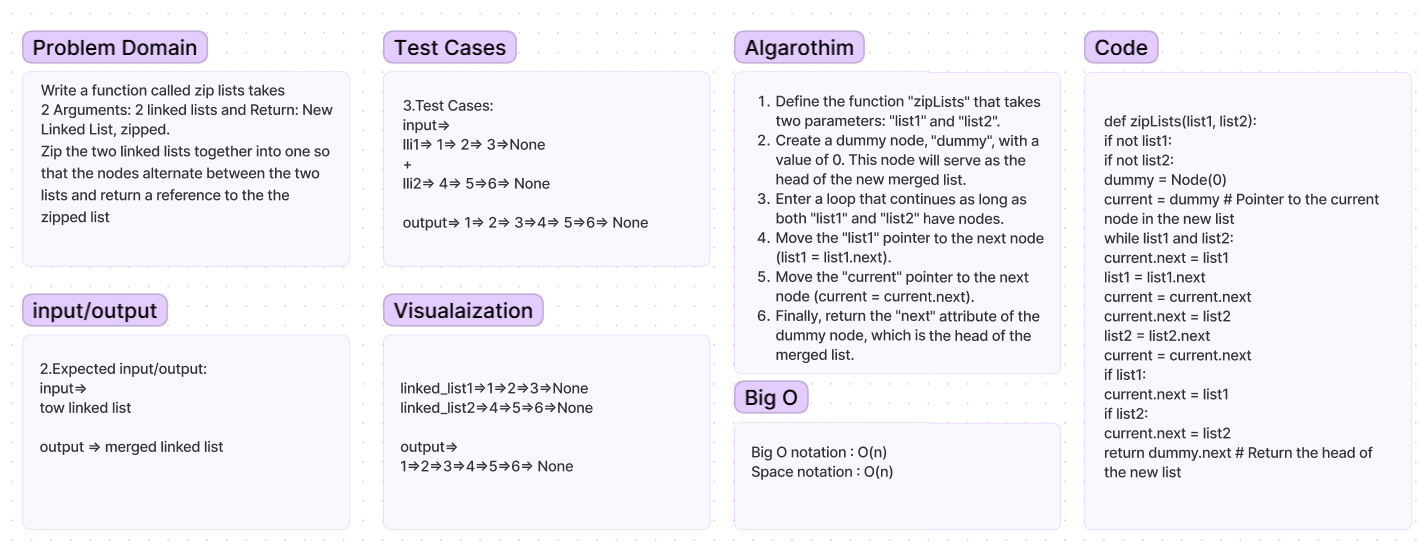 Problem Domain
Write a function called zip lists takes
2 Arguments: 2 linked lists and Return: New
Linked List, zipped.
Zip the two linked lists together into one so
that the nodes alternate between the two
lists and return a reference to the the
zipped list
input/output
2.Expected input/output:
input⇒
tow linked list
output ⇒ merged linked list
Test Cases
3.Test Cases:
input⇒
lli1⇒ 1⇒ 2⇒ 3⇒None
+
lli2⇒ 4⇒ 5⇒6⇒ None
output⇒ 1⇒ 2⇒ 3⇒4⇒ 5⇒6⇒ None
Visualaization
linked_list1⇒1⇒2⇒3⇒None
linked_list2⇒4⇒5⇒6⇒None
output⇒
1⇒2⇒3⇒4⇒5⇒6⇒ None
Algarothim
1. Define the function "zipLists" that takes
two parameters: "list1" and "list2".
2. Create a dummy node, "dummy", with a
value of 0. This node will serve as the
head of the new merged list.
3. Enter a loop that continues as long as
both "list1" and "list2" have nodes.
4. Move the "list1" pointer to the next node
(list1 = list1.next).
5. Move the "current" pointer to the next
node (current = current.next).
6. Finally, return the "next" attribute of the
dummy node, which is the head of the
merged list.
Big O
Big O notation : O(n)
Space notation : O(n)
Code
def zipLists(list1, list2):
if not list1:
if not list2:
dummy = Node(0)
current = dummy # Pointer to the current
node in the new list
while list1 and list2:
current.next = list1
list1 = list1.next
current = current.next
current.next = list2
list2 = list2.next
current = current.next
if list1:
current.next = list1
if list2:
current.next = list2
return dummy.next # Return the head of
the new list